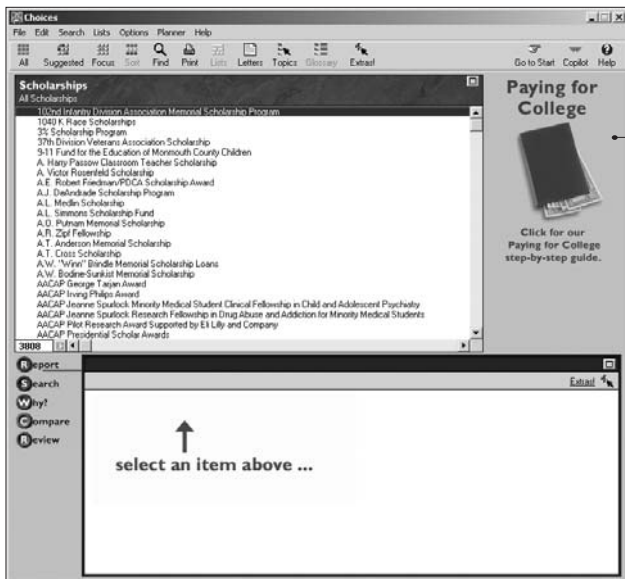 Choices
File Edit Search Lists Options Planner Help
All Suggested Focus Sort Find Print Lists Letters Topics Glossary Extras! Go to Start Copilot Help
Scholarships
All Scholarships
102nd Infantry Division Association Memorial Scholarship Program
1040 K Race Scholarships
3% Scholarship Program
37th Division Veterans Association Scholarship
9-11 Fund for the Education of Monmouth County Children
A. Harry Passow Classroom Teacher Scholarship
A. Victor Rosenfeld Scholarship
A.E. Robert Friedman/PDCA Scholarship Award
A.J. DeAndrade Scholarship Program
A.L. Medlin Scholarship
A.L. Simmons Scholarship Fund
A.O. Putnam Memorial Scholarship
A.R. Zipf Fellowship
A.T. Anderson Memorial Scholarship
A.T. Cross Scholarship
A.W. "Winn" Brindle Memorial Scholarship Loans
A.W. Bodine-Sunkist Memorial Scholarship
AACAP George Tarjan Award
AACAP Irving Philips Award
AACAP Jeanne Spurlock Minority Medical Student Clinical Fellowship in Child and Adolescent Psychiatry
AACAP Jeanne Spurlock Research Fellowship in Drug Abuse and Addiction for Minority Medical Students
AACAP Pilot Research Award Supported by Eli Lilly and Company
AACAP Presidential Scholar Awards
3808
Paying for
College
Click for our
Paying for College
step-by-step guide.
Report
Search
Why?
Compare
Review
Extras!
select an item above ...